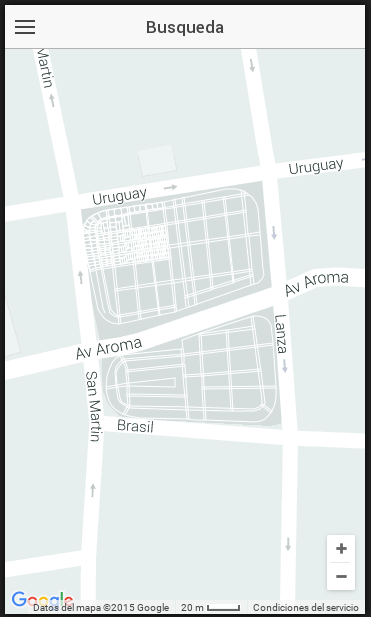 Busqueda
Martin
Uruguay
Uruguay
Av Aroma
Lanza
Av Aroma
San Martin
Brasil
+
−
Google
Datos del mapa ©2015 Google
20 m
Condiciones del servicio